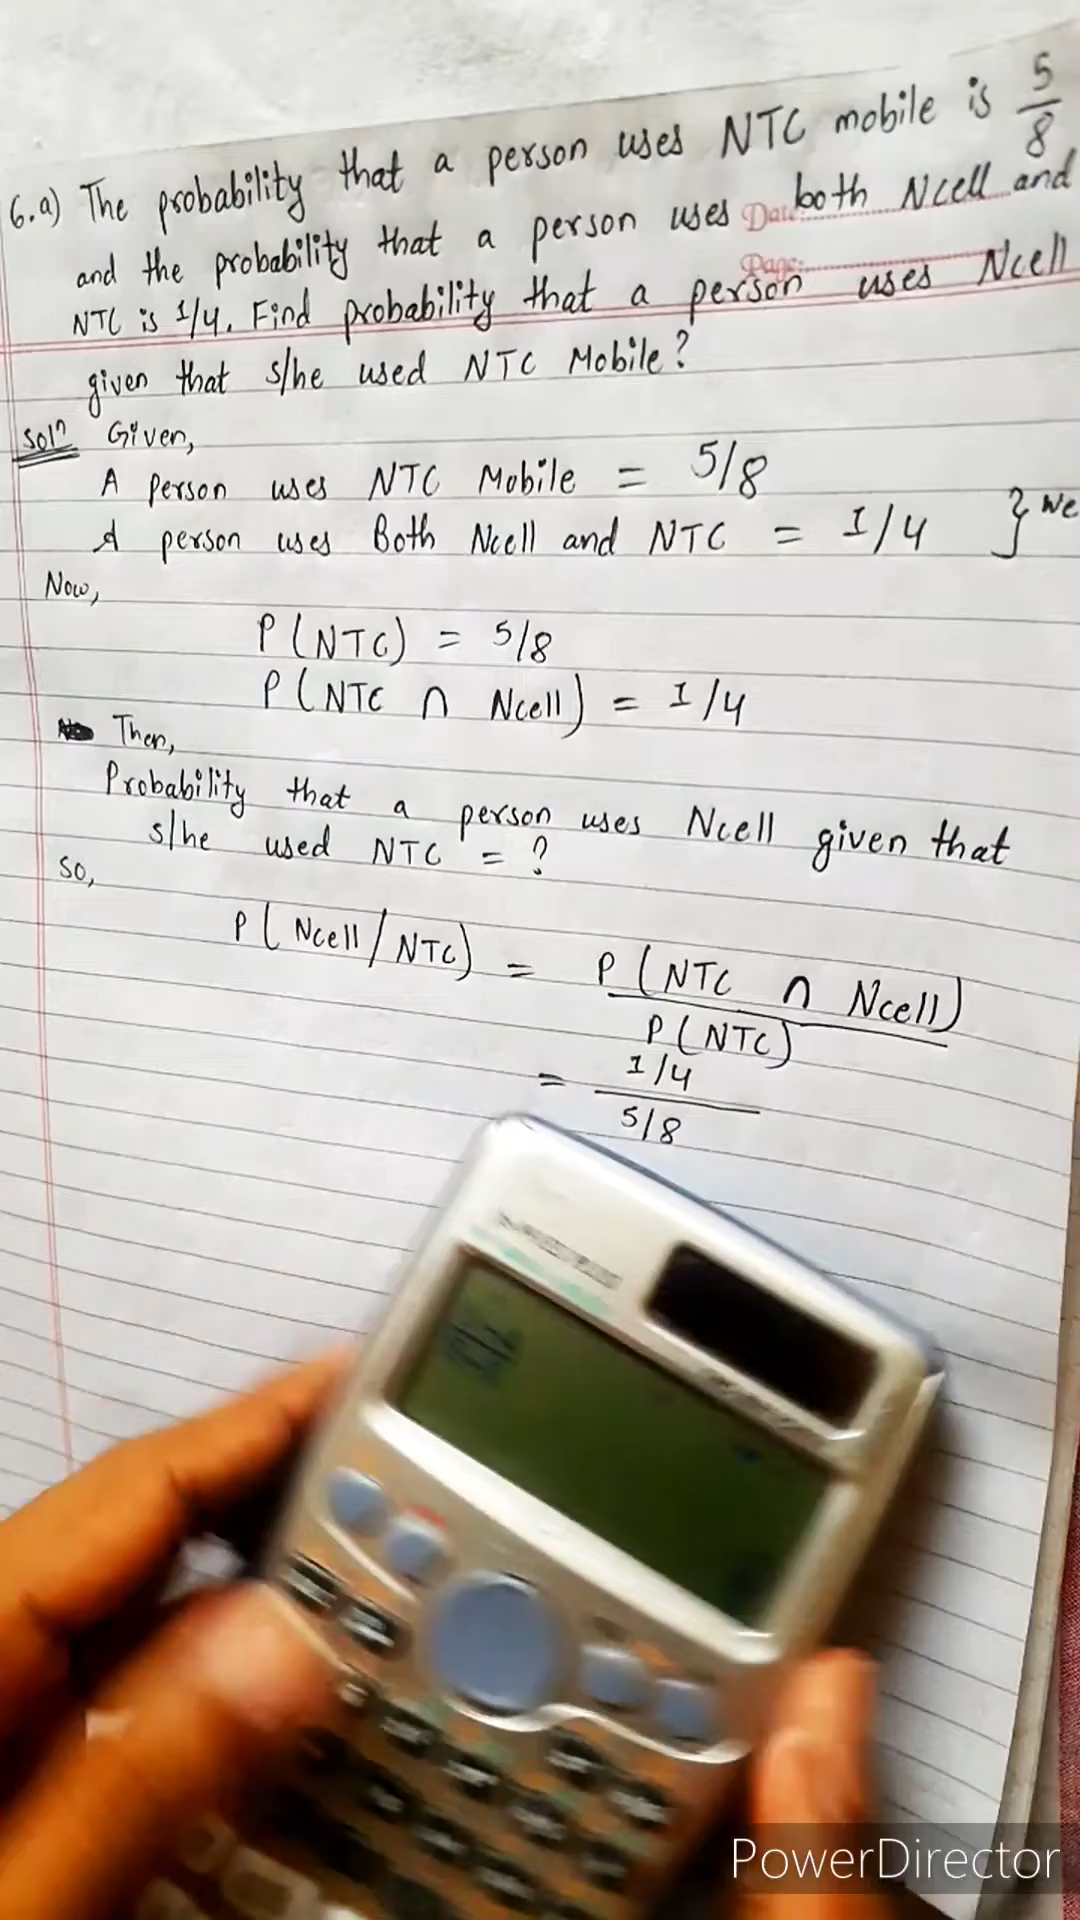 6.a) The probability that a person uses NTC mobile is 5/8
and the probability that a person uses both Ncell and
NTC is 1/4. Find probability that a person uses Ncell
given that s/he used NTC Mobile?
Date:
Page:
Solⁿ Given,
A person uses NTC Mobile = 5/8
A person uses Both Ncell and NTC = 1/4 } We
Now,
P(NTC) = 5/8
P(NTC ∩ Ncell) = 1/4
Then,
Probability that a person uses Ncell given that
s/he used NTC = ?
So,
P(Ncell/NTC) = P(NTC ∩ Ncell)
P(NTC)
= 1/4
5/8
PowerDirector